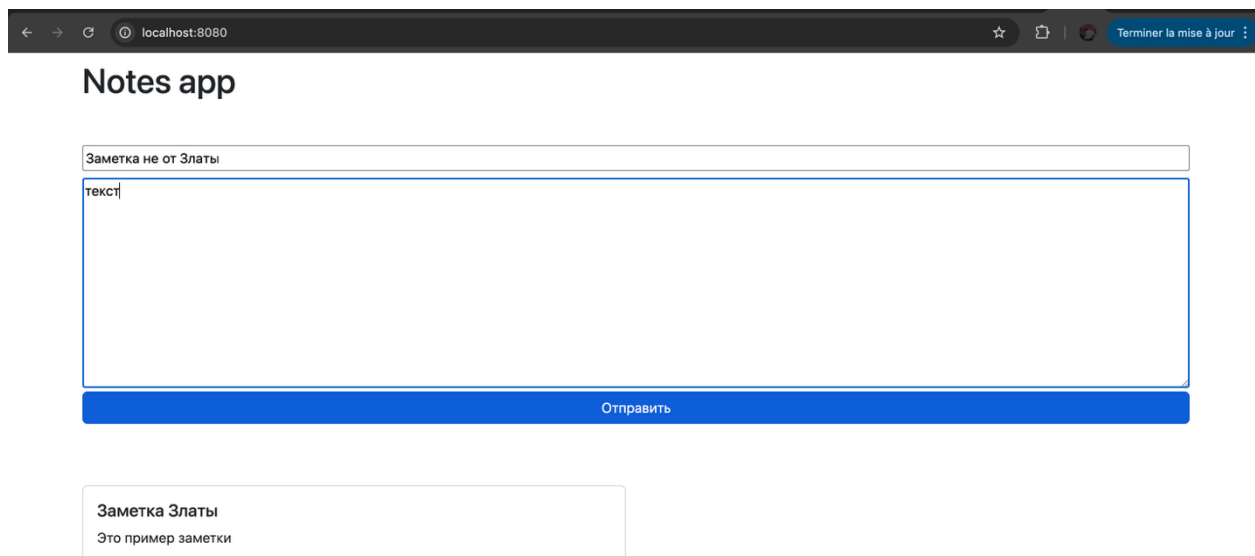 localhost:8080
Terminer la mise à jour
Notes app
Заметка не от Златы
текст
Отправить
Заметка Златы
Это пример заметки